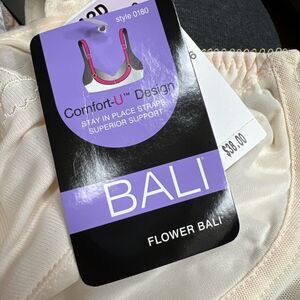 style 0180
Comfort-U™ Design
STAY IN PLACE STRAPS
SUPERIOR SUPPORT
BALI®
FLOWER BALI®
$38.00